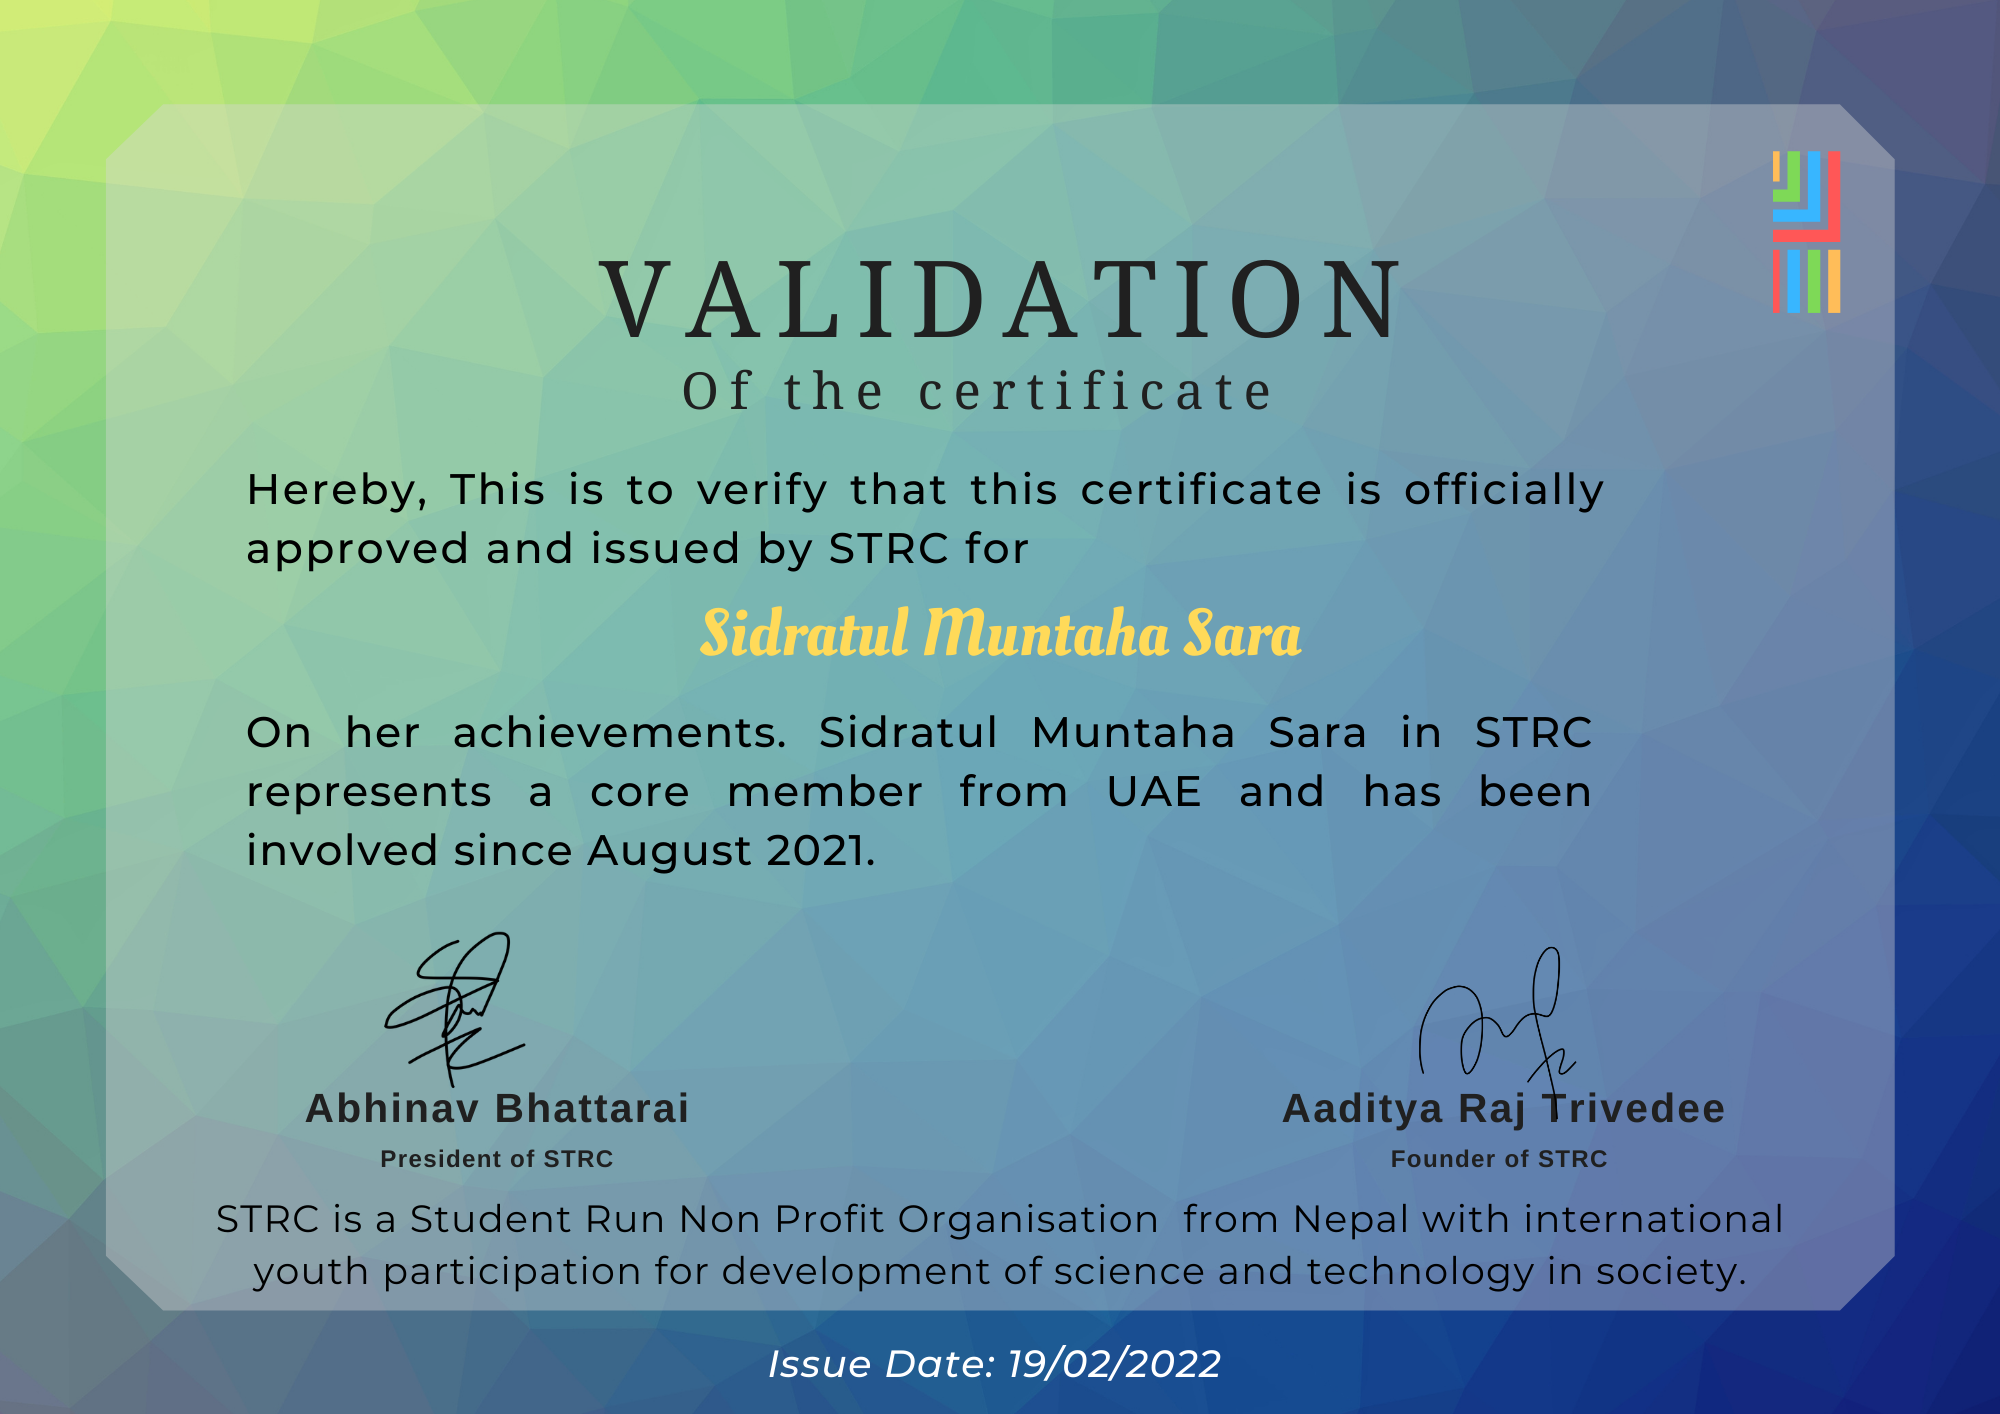 VALIDATION
Of the certificate
Hereby, This is to verify that this certificate is officially
approved and issued by STRC for
Sidratul Muntaha Sara
On her achievements. Sidratul Muntaha Sara in STRC
represents a core member from UAE and has been
involved since August 2021.
Abhinav Bhattarai
President of STRC
Aaditya Raj Trivedee
Founder of STRC
STRC is a Student Run Non Profit Organisation from Nepal with international
youth participation for development of science and technology in society.
Issue Date: 19/02/2022